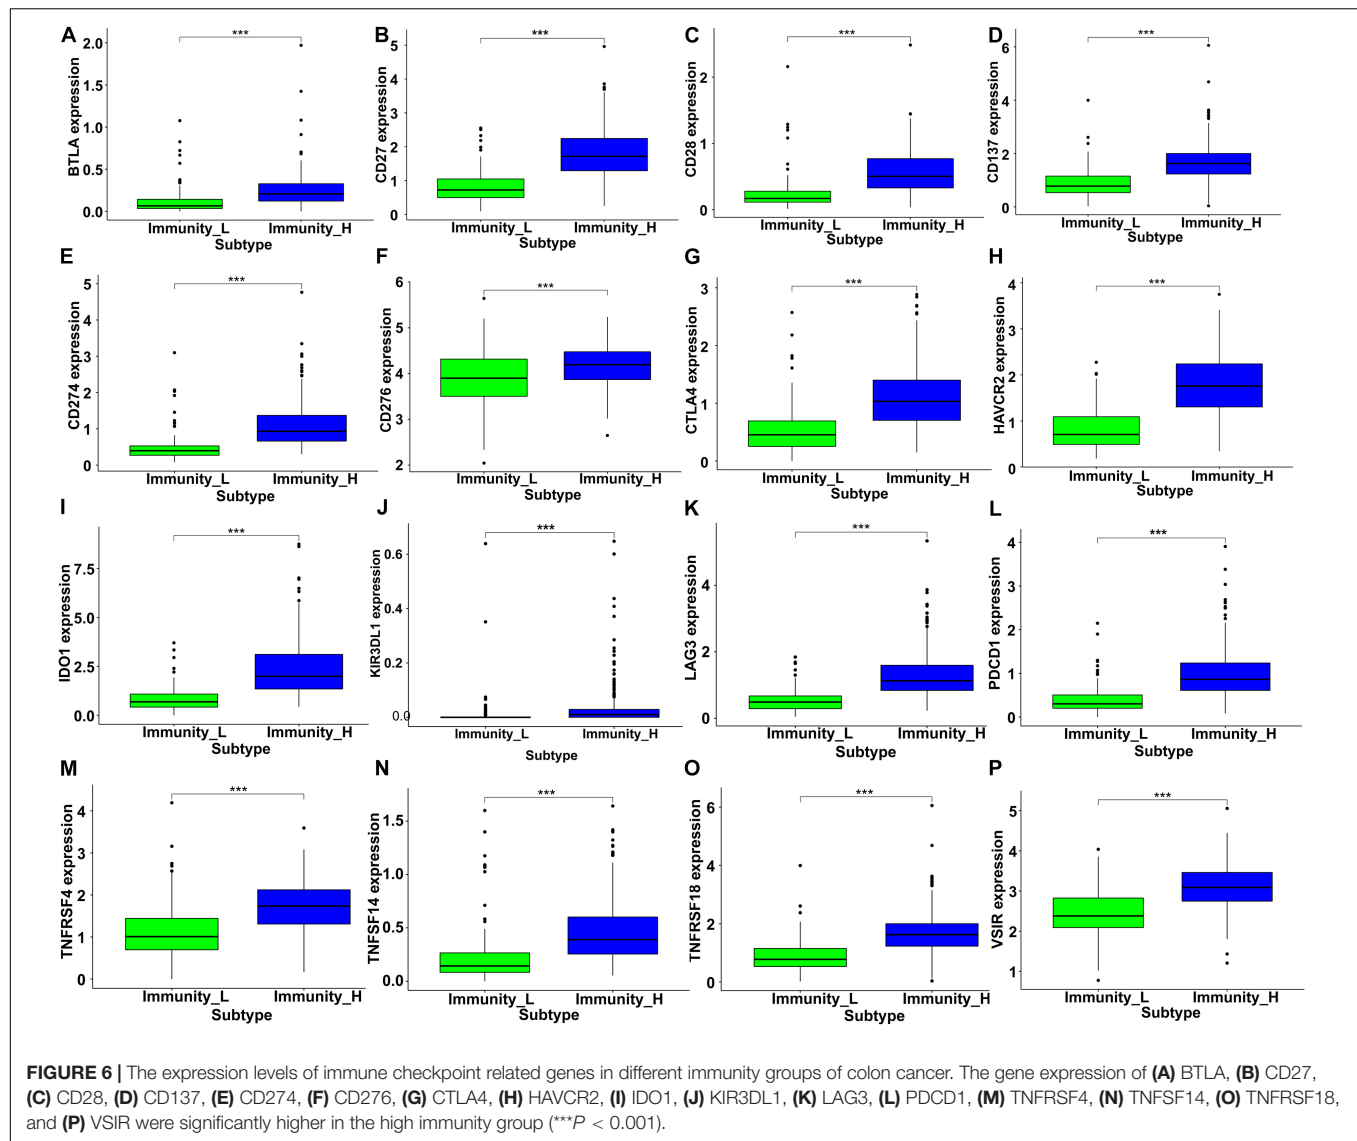 A
***
2.0
1.5
1.0
0.5
0.0
BTLA expression
Immunity_L Immunity_H
Subtype
B
***
5
4
3
2
1
0
CD27 expression
Immunity_L Immunity_H
Subtype
C
***
2
1
0
CD28 expression
Immunity_L Immunity_H
Subtype
D
***
6
4
2
0
CD137 expression
Immunity_L Immunity_H
Subtype
E
***
5
4
3
2
1
0
CD274 expression
Immunity_L Immunity_H
Subtype
F
***
6
5
4
3
2
CD276 expression
Immunity_L Immunity_H
Subtype
G
***
3
2
1
0
CTLA4 expression
Immunity_L Immunity_H
Subtype
H
***
4
3
2
1
0
HAVCR2 expression
Immunity_L Immunity_H
Subtype
I
***
7.5
5.0
2.5
0.0
IDO1 expression
Immunity_L Immunity_H
Subtype
J
***
0.6
0.4
0.2
0.0
KIR3DL1 expression
Immunity_L Immunity_H
Subtype
K
***
4
2
0
LAG3 expression
Immunity_L Immunity_H
Subtype
L
***
4
3
2
1
0
PDCD1 expression
Immunity_L Immunity_H
Subtype
M
***
4
3
2
1
0
TNFRSF4 expression
Immunity_L Immunity_H
Subtype
N
***
1.5
1.0
0.5
0.0
TNFSF14 expression
Immunity_L Immunity_H
Subtype
O
***
6
4
2
0
TNFRSF18 expression
Immunity_L Immunity_H
Subtype
P
***
5
4
3
2
1
VSIR expression
Immunity_L Immunity_H
Subtype
FIGURE 6 | The expression levels of immune checkpoint related genes in different immunity groups of colon cancer. The gene expression of (A) BTLA, (B) CD27,
(C) CD28, (D) CD137, (E) CD274, (F) CD276, (G) CTLA4, (H) HAVCR2, (I) IDO1, (J) KIR3DL1, (K) LAG3, (L) PDCD1, (M) TNFRSF4, (N) TNFSF14, (O) TNFRSF18,
and (P) VSIR were significantly higher in the high immunity group (***P < 0.001).